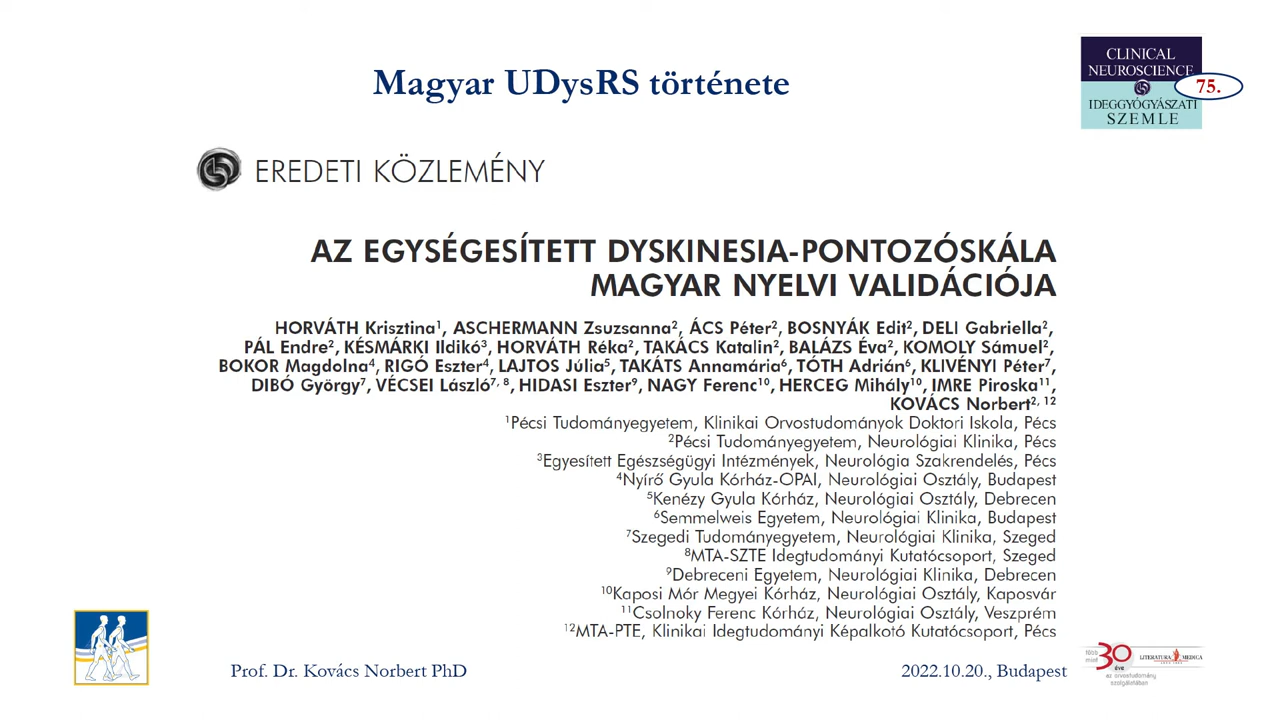 Magyar UDysRS története
CLINICAL
NEUROSCIENCE
75.
IDEGGYÓGYÁSZATI
SZEMLE
EREDETI KÖZLEMÉNY
AZ EGYSÉGESÍTETT DYSKINESIA-PONTOZÓSKÁLA
MAGYAR NYELVI VALIDÁCIÓJA
HORVÁTH Krisztina¹, ASCHERMANN Zsuzsanna², ÁCS Péter², BOSNYÁK Edit², DELI Gabriella²,
PÁL Endre², KÉSMÁRKI Ildikó³, HORVÁTH Réka², TAKÁCS Katalin², BALÁZS Éva², KOMOLY Sámuel²,
BOKOR Magdolna⁴, RIGÓ Eszter⁴, LAJTOS Júlia⁵, TAKÁTS Annamária⁶, TÓTH Adrián⁶, KLIVÉNYI Péter⁷,
DIBÓ György⁷, VÉCSEI László⁷, ⁸, HIDASI Eszter⁹, NAGY Ferenc¹⁰, HERCEG Mihály¹⁰, IMRE Piroska¹¹,
KOVÁCS Norbert², ¹²
¹Pécsi Tudományegyetem, Klinikai Orvostudományok Doktori Iskola, Pécs
²Pécsi Tudományegyetem, Neurológiai Klinika, Pécs
³Egyesített Egészségügyi Intézmények, Neurológia Szakrendelés, Pécs
⁴Nyírő Gyula Kórház-OPAI, Neurológiai Osztály, Budapest
⁵Kenézy Gyula Kórház, Neurológiai Osztály, Debrecen
⁶Semmelweis Egyetem, Neurológiai Klinika, Budapest
⁷Szegedi Tudományegyetem, Neurológiai Klinika, Szeged
⁸MTA-SZTE Idegtudományi Kutatócsoport, Szeged
⁹Debreceni Egyetem, Neurológiai Klinika, Debrecen
¹⁰Kaposi Mór Megyei Kórház, Neurológiai Osztály, Kaposvár
¹¹Csolnoky Ferenc Kórház, Neurológiai Osztály, Veszprém
¹²MTA-PTE, Klinikai Idegtudományi Képalkotó Kutatócsoport, Pécs
Prof. Dr. Kovács Norbert PhD
2022.10.20., Budapest
több
mint
30
éve
az orvostudomány
szolgálatában
LITERATURA MEDICA